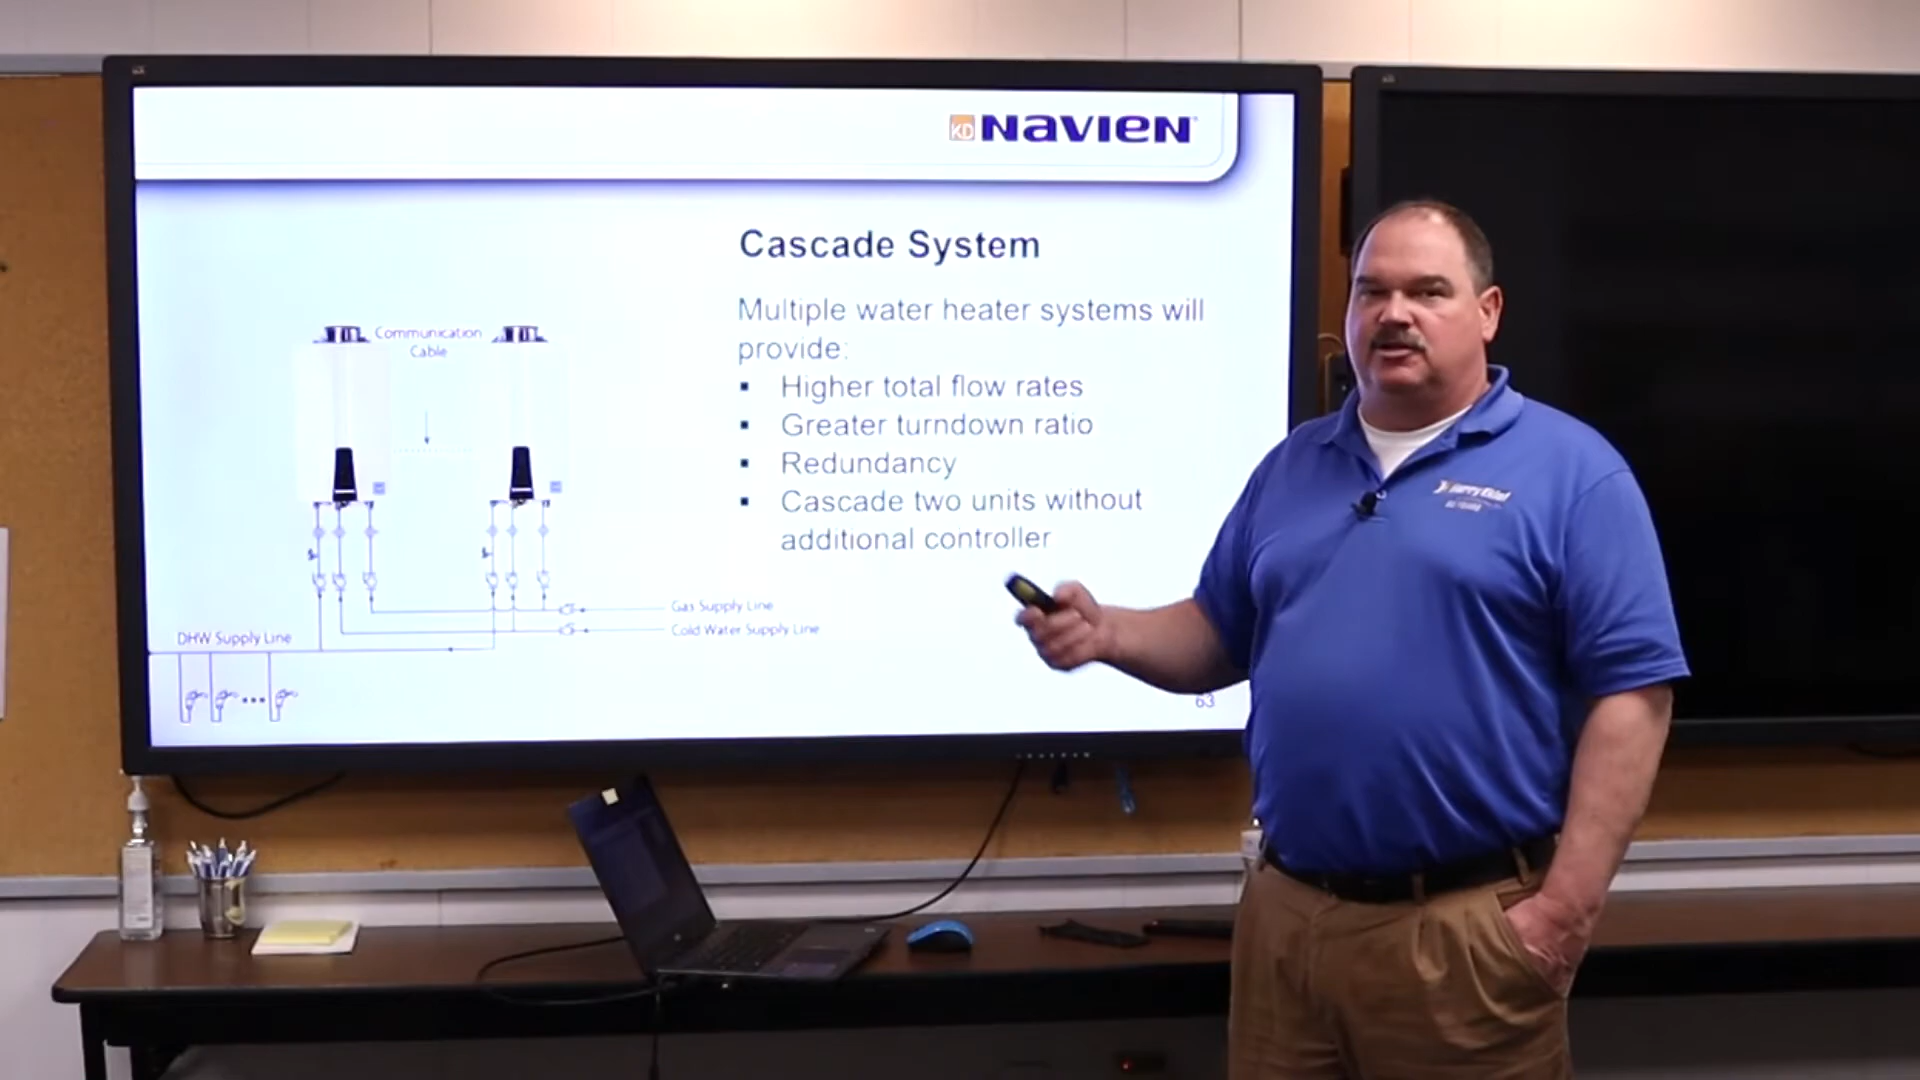 KD NAVIEN
Cascade System
Multiple water heater systems will
provide:
▪ Higher total flow rates
▪ Greater turndown ratio
▪ Redundancy
▪ Cascade two units without
additional controller
Communication
Cable
Gas Supply Line
Cold Water Supply Line
DHW Supply Line
63